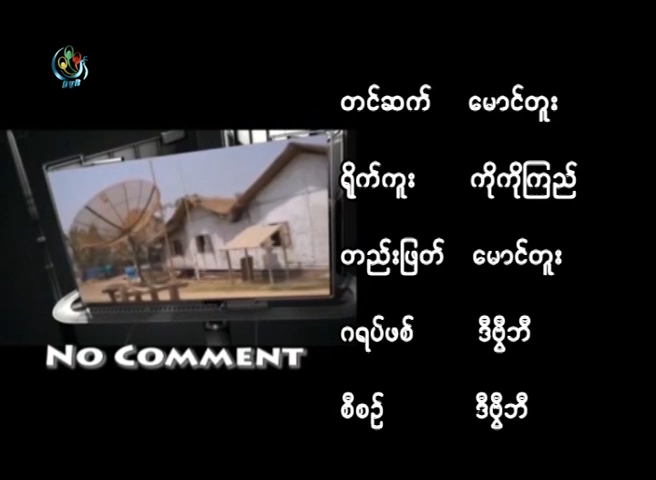 တင်ဆက် မောင်တူး
ရိုက်ကူး ကိုကိုကြည်
တည်းဖြတ် မောင်တူး
ဂရပ်ဖစ် ဒီဗွီဘီ
စီစဉ် ဒီဗွီဘီ
NO COMMENT